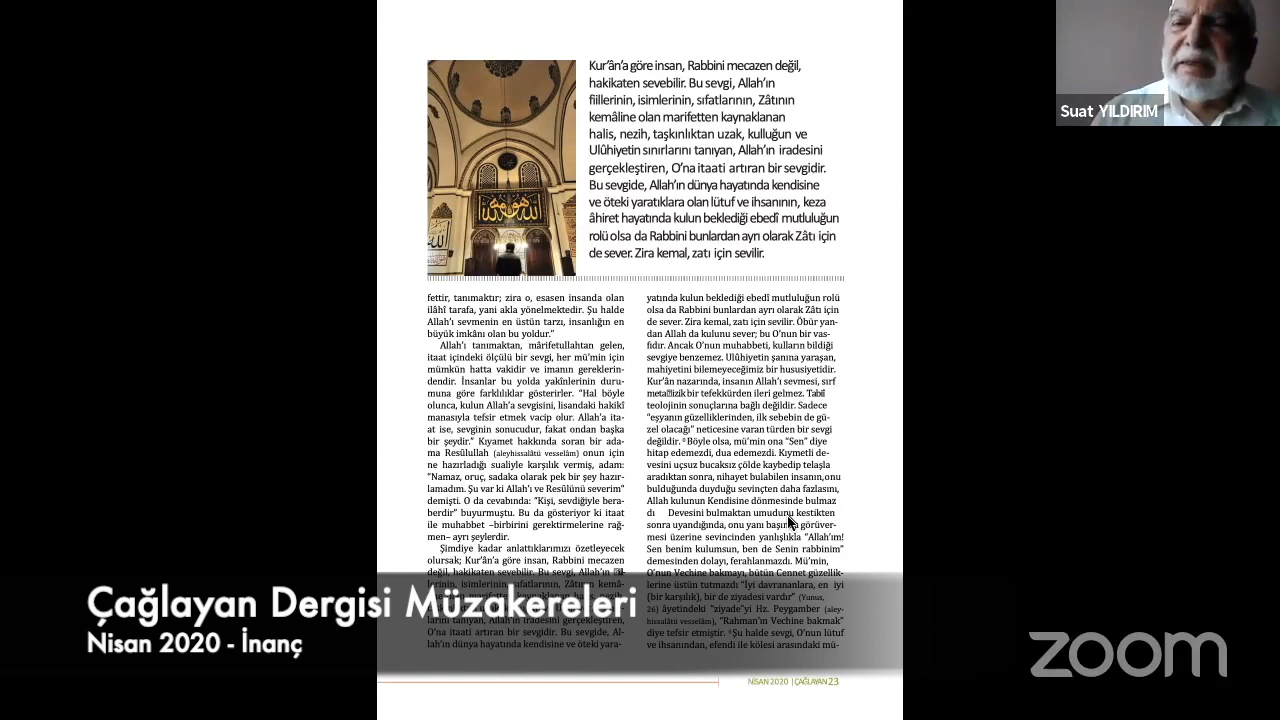 Kur’ân’a göre insan, Rabbini mecazen değil,
hakikaten sevebilir. Bu sevgi, Allah’ın
fiillerinin, isimlerinin, sıfatlarının, Zâtının
kemâline olan marifetten kaynaklanan
halis, nezih, taşkınlıktan uzak, kulluğun ve
Ulûhiyetin sınırlarını tanıyan, Allah’ın iradesini
gerçekleştiren, O’na itaati artıran bir sevgidir.
Bu sevgide, Allah’ın dünya hayatında kendisine
ve öteki yaratıklara olan lütuf ve ihsanının, keza
âhiret hayatında kulun beklediği ebedî mutluluğun
rolü olsa da Rabbini bunlardan ayrı olarak Zâtı için
de sever. Zira kemal, zatı için sevilir.
fettir, tanımaktır; zira o, esasen insanda olan
ilâhî tarafa, yani akla yönelmektedir. Şu halde
Allah’ı sevmenin en üstün tarzı, insanlığın en
büyük imkânı olan bu yoldur.”
Allah’ı tanımaktan, mârifetullahtan gelen,
itaat içindeki ölçülü bir sevgi, her mü’min için
mümkün hatta vakidir ve imanın gereklerin-
dendir. İnsanlar bu yolda yakînlerinin duru-
muna göre farklılıklar gösterirler. “Hal böyle
olunca, kulun Allah’a sevgisini, lisandaki hakikî
manasıyla tefsir etmek vacip olur. Allah’a ita-
at ise, sevginin sonucudur, fakat ondan başka
bir şeydir.” Kıyamet hakkında soran bir ada-
ma Resûlullah (aleyhissalâtü vesselâm) onun için
ne hazırladığı sualiyle karşılık vermiş, adam:
“Namaz, oruç, sadaka olarak pek bir şey hazır-
lamadım. Şu var ki Allah’ı ve Resûlünü severim”
demişti. O da cevabında: “Kişi, sevdiğiyle bera-
berdir” buyurmuştu. Bu da gösteriyor ki itaat
ile muhabbet –birbirini gerektirmelerine rağ-
men– ayrı şeylerdir.
Şimdiye kadar anlattıklarımızı özetleyecek
olursak; Kur’ân’a göre insan, Rabbini mecazen
değil, hakikaten sevebilir. Bu sevgi, Allah’ın
lerinin, isimlerinin, sıfatlarının, Zâtının kemâ-
larını tanıyan, Allah’ın iradesini gerçekleştiren,
O’na itaati artıran bir sevgidir. Bu sevgide, Al-
lah’ın dünya hayatında kendisine ve öteki yara-
yatında kulun beklediği ebedî mutluluğun rolü
olsa da Rabbini bunlardan ayrı olarak Zâtı için
de sever. Zira kemal, zatı için sevilir. Öbür yan-
dan Allah da kulunu sever; bu O’nun bir vas-
fıdır. Ancak O’nun muhabbeti, kulların bildiği
sevgiye benzemez. Ulûhiyetin şanına yaraşan,
mahiyetini bilemeyeceğimiz bir hususiyetidir.
Kur’ân nazarında, insanın Allah’ı sevmesi, sırf
bir tefekkürden ileri gelmez. Tabiî
teolojinin sonuçlarına bağlı değildir. Sadece
“eşyanın güzelliklerinden, ilk sebebin de gü-
zel olacağı” neticesine varan türden bir sevgi
değildir. Böyle olsa, mü’min ona “Sen” diye
hitap edemezdi, dua edemezdi. Kıymetli de-
vesini uçsuz bucaksız çölde kaybedip telaşla
aradıktan sonra, nihayet bulabilen insanın,onu
bulduğunda duyduğu sevinçten daha fazlasını,
Allah kulunun Kendisine dönmesinde bulmaz
dı Devesini bulmaktan umudunu kestikten
sonra uyandığında, onu yanı başında görüver-
mesi üzerine sevincinden yanlışlıkla “Allah’ım!
Sen benim kulumsun, ben de Senin rabbinim”
demesinden dolayı, ferahlanmazdı. Mü’min,
O’nun Vechine bakmayı, bütün Cennet güzellik-
lerine üstün tutmazdı “İyi davrananlara, en iyi
(bir karşılık), bir de ziyadesi vardır” (Yunus,
26) âyetindeki “ziyade”yi Hz. Peygamber (aley-
hissalâtü vesselâm), “Rahman’ın Vechine bakmak”
diye tefsir etmiştir. Şu halde sevgi, O’nun lütuf
ve ihsanından, efendi ile kölesi arasındaki mü-
NİSAN 2020 | ÇAĞLAYAN 23
Suat YILDIRIM
Çağlayan Dergisi Müzakereleri
Nisan 2020 - İnanç
zoom